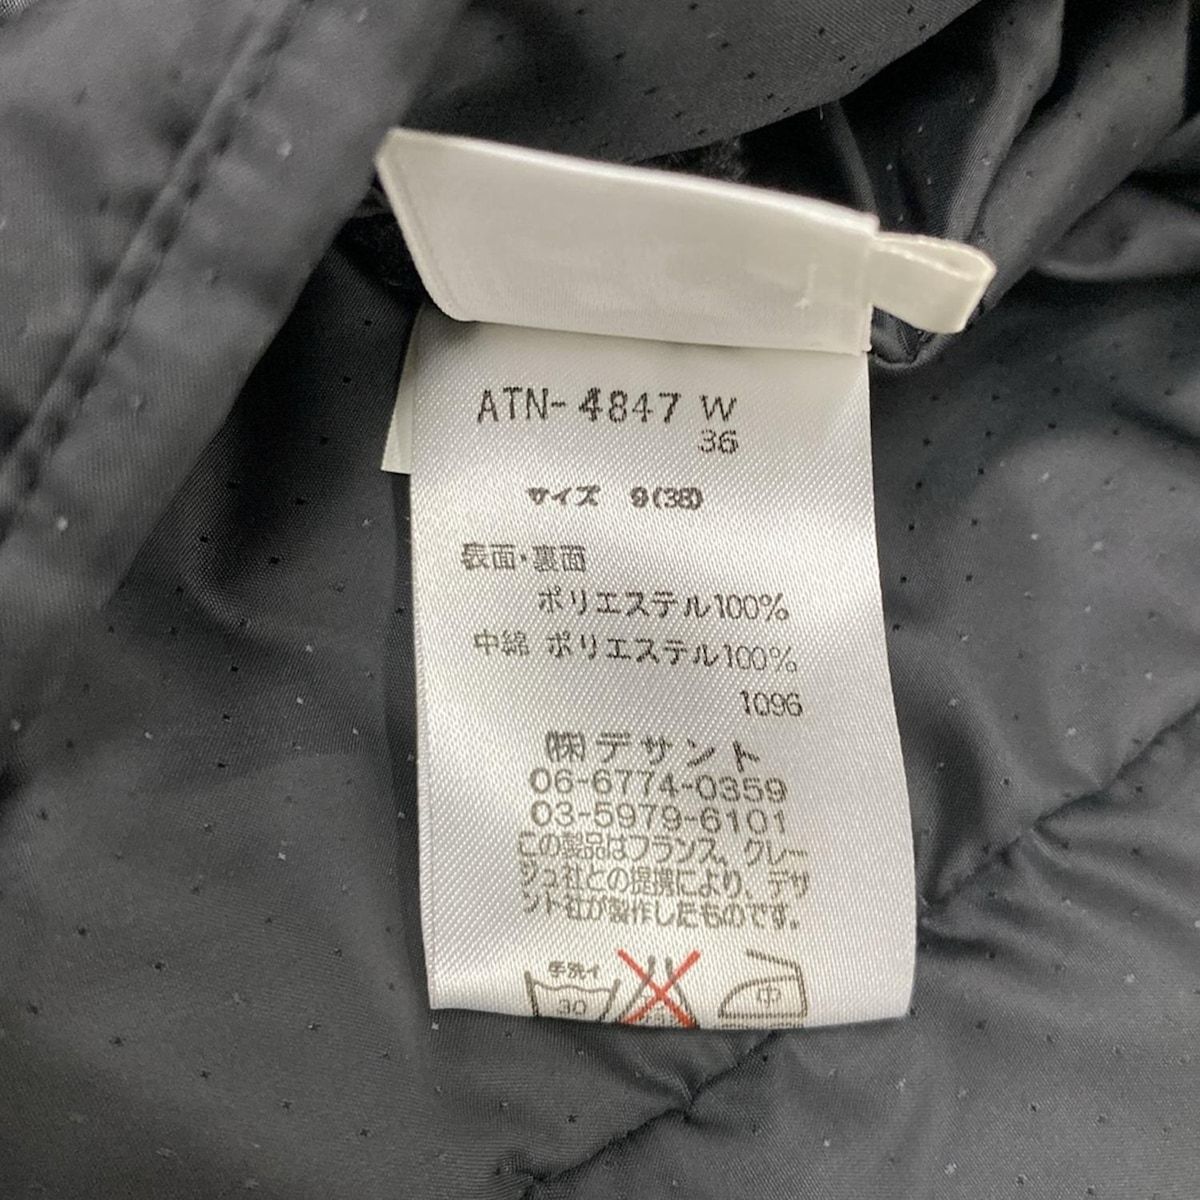 ATN-4847 W
36
サイズ 9(38)
表面・裏面
ポリエステル100%
中綿 ポリエステル100%
1096
(株)デサント
06-6774-0359
03-5979-6101
この製品はフランス、クレー
ジュ社との提携により、デサ
ント社が製作したものです。
手洗イ
30
中